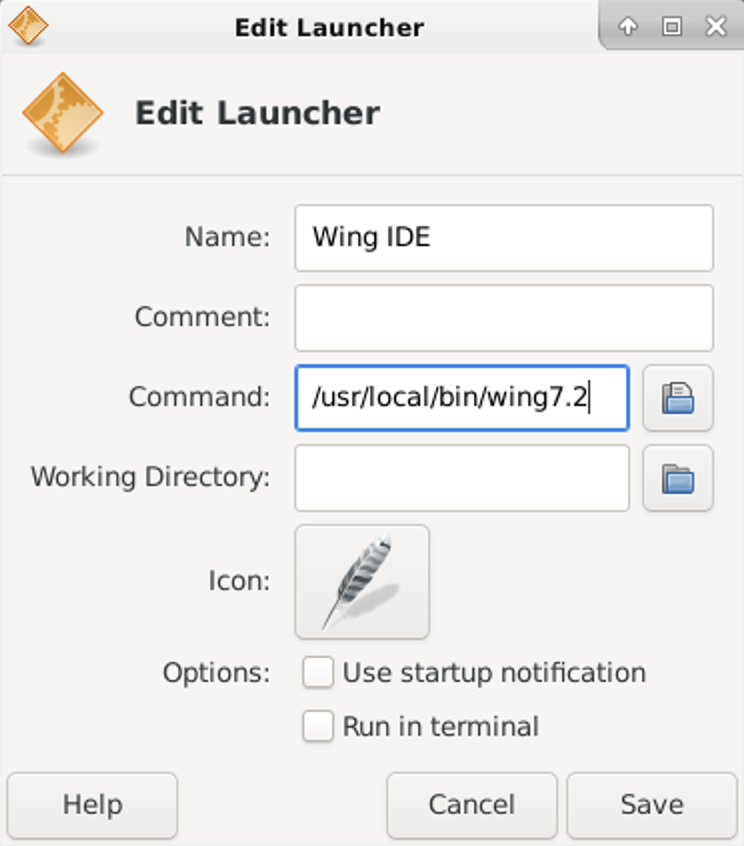 Edit Launcher
Edit Launcher
Name: Wing IDE
Comment:
Command: /usr/local/bin/wing7.2
Working Directory:
Icon:
Options: Use startup notification
Run in terminal
Help Cancel Save